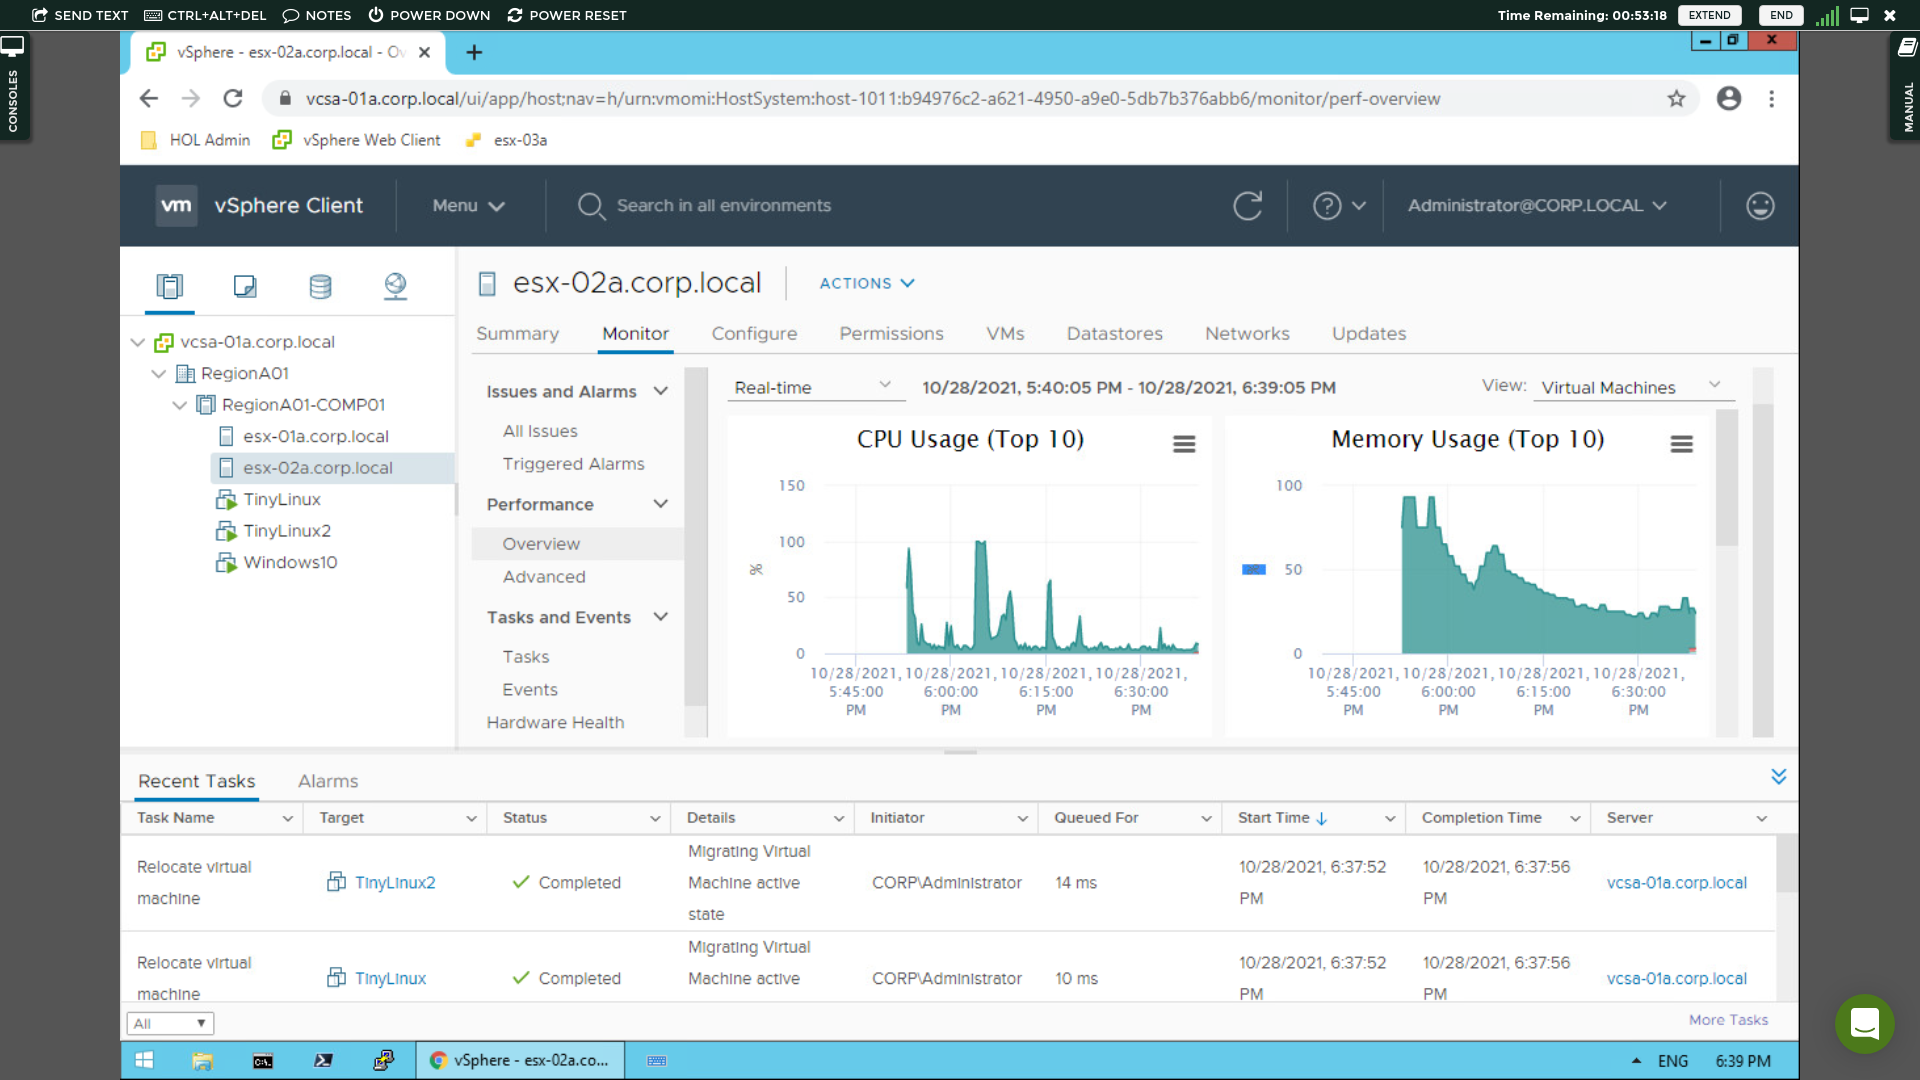 SEND TEXT CTRL+ALT+DEL NOTES POWER DOWN POWER RESET Time Remaining: 00:53:18 EXTEND END
CONSOLES
MANUAL
vSphere - esx-02a.corp.local - Ov
vcsa-01a.corp.local/ui/app/host;nav=h/urn:vmomi:HostSystem:host-1011:b94976c2-a621-4950-a9e0-5db7b376abb6/monitor/perf-overview
HOL Admin vSphere Web Client esx-03a
vm vSphere Client Menu Search in all environments Administrator@CORP.LOCAL
esx-02a.corp.local ACTIONS
Summary Monitor Configure Permissions VMs Datastores Networks Updates
vcsa-01a.corp.local
RegionA01
RegionA01-COMP01
esx-01a.corp.local
esx-02a.corp.local
TinyLinux
TinyLinux2
Windows10
Issues and Alarms
All Issues
Triggered Alarms
Performance
Overview
Advanced
Tasks and Events
Tasks
Events
Hardware Health
Real-time 10/28/2021, 5:40:05 PM - 10/28/2021, 6:39:05 PM View: Virtual Machines
CPU Usage (Top 10)
150
100
50
0
%
10/28/2021, 10/28/2021, 10/28/2021, 10/28/2021,
5:45:00 6:00:00 6:15:00 6:30:00
PM PM PM PM
Memory Usage (Top 10)
100
50
0
%
10/28/2021, 10/28/2021, 10/28/2021, 10/28/2021,
5:45:00 6:00:00 6:15:00 6:30:00
PM PM PM PM
Recent Tasks Alarms
Task Name Target Status Details Initiator Queued For Start Time Completion Time Server
Relocate virtual machine TinyLinux2 Completed Migrating Virtual Machine active state CORP\Administrator 14 ms 10/28/2021, 6:37:52 PM 10/28/2021, 6:37:56 PM vcsa-01a.corp.local
Relocate virtual machine TinyLinux Completed Migrating Virtual Machine active CORP\Administrator 10 ms 10/28/2021, 6:37:52 PM 10/28/2021, 6:37:56 PM vcsa-01a.corp.local
All More Tasks
C:\. vSphere - esx-02a.co... ENG 6:39 PM